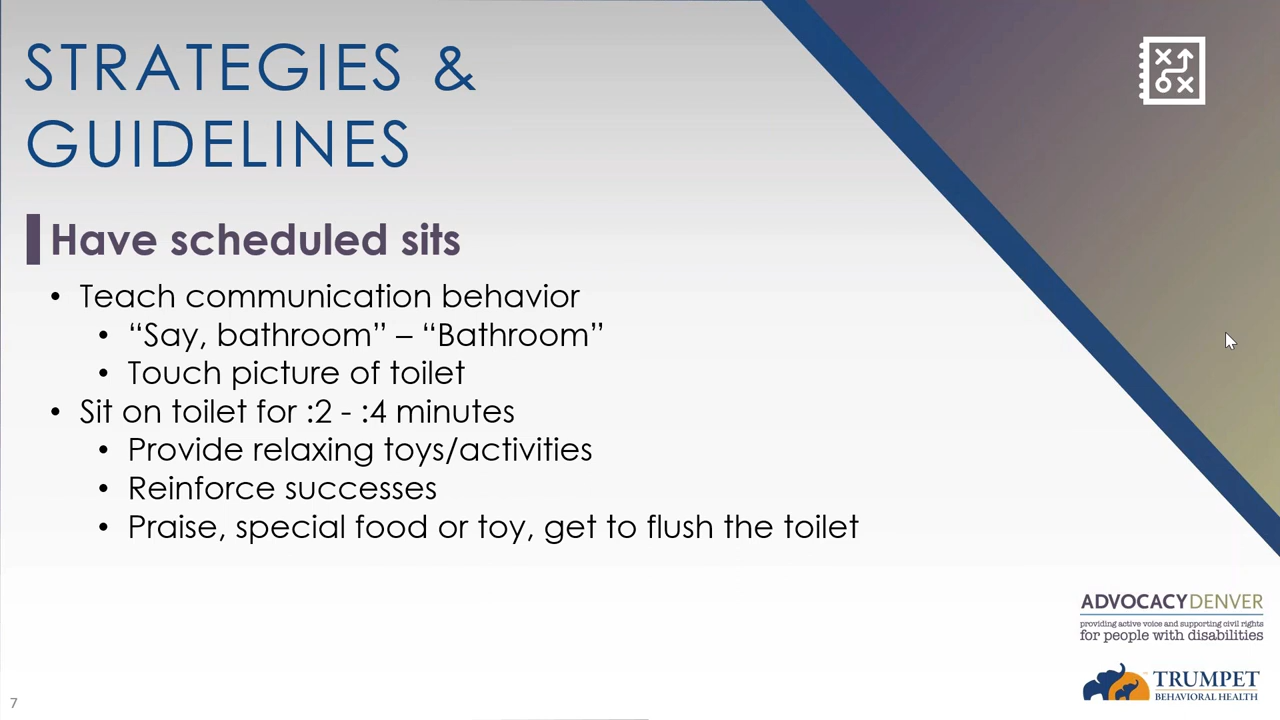 STRATEGIES &
GUIDELINES
Have scheduled sits
• Teach communication behavior
• “Say, bathroom” – “Bathroom”
• Touch picture of toilet
• Sit on toilet for :2 - :4 minutes
• Provide relaxing toys/activities
• Reinforce successes
• Praise, special food or toy, get to flush the toilet
ADVOCACYDENVER
providing active voice and supporting civil rights
for people with disabilities
TRUMPET
BEHAVIORAL HEALTH
7